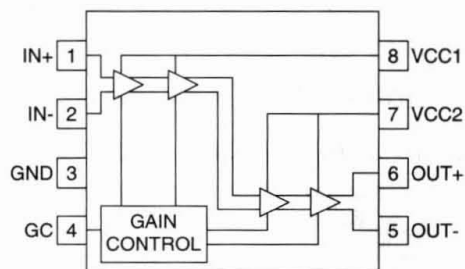 IN+ 1
8 VCC1
IN- 2
7 VCC2
GND 3
6 OUT+
GC 4
GAIN
CONTROL
5 OUT-